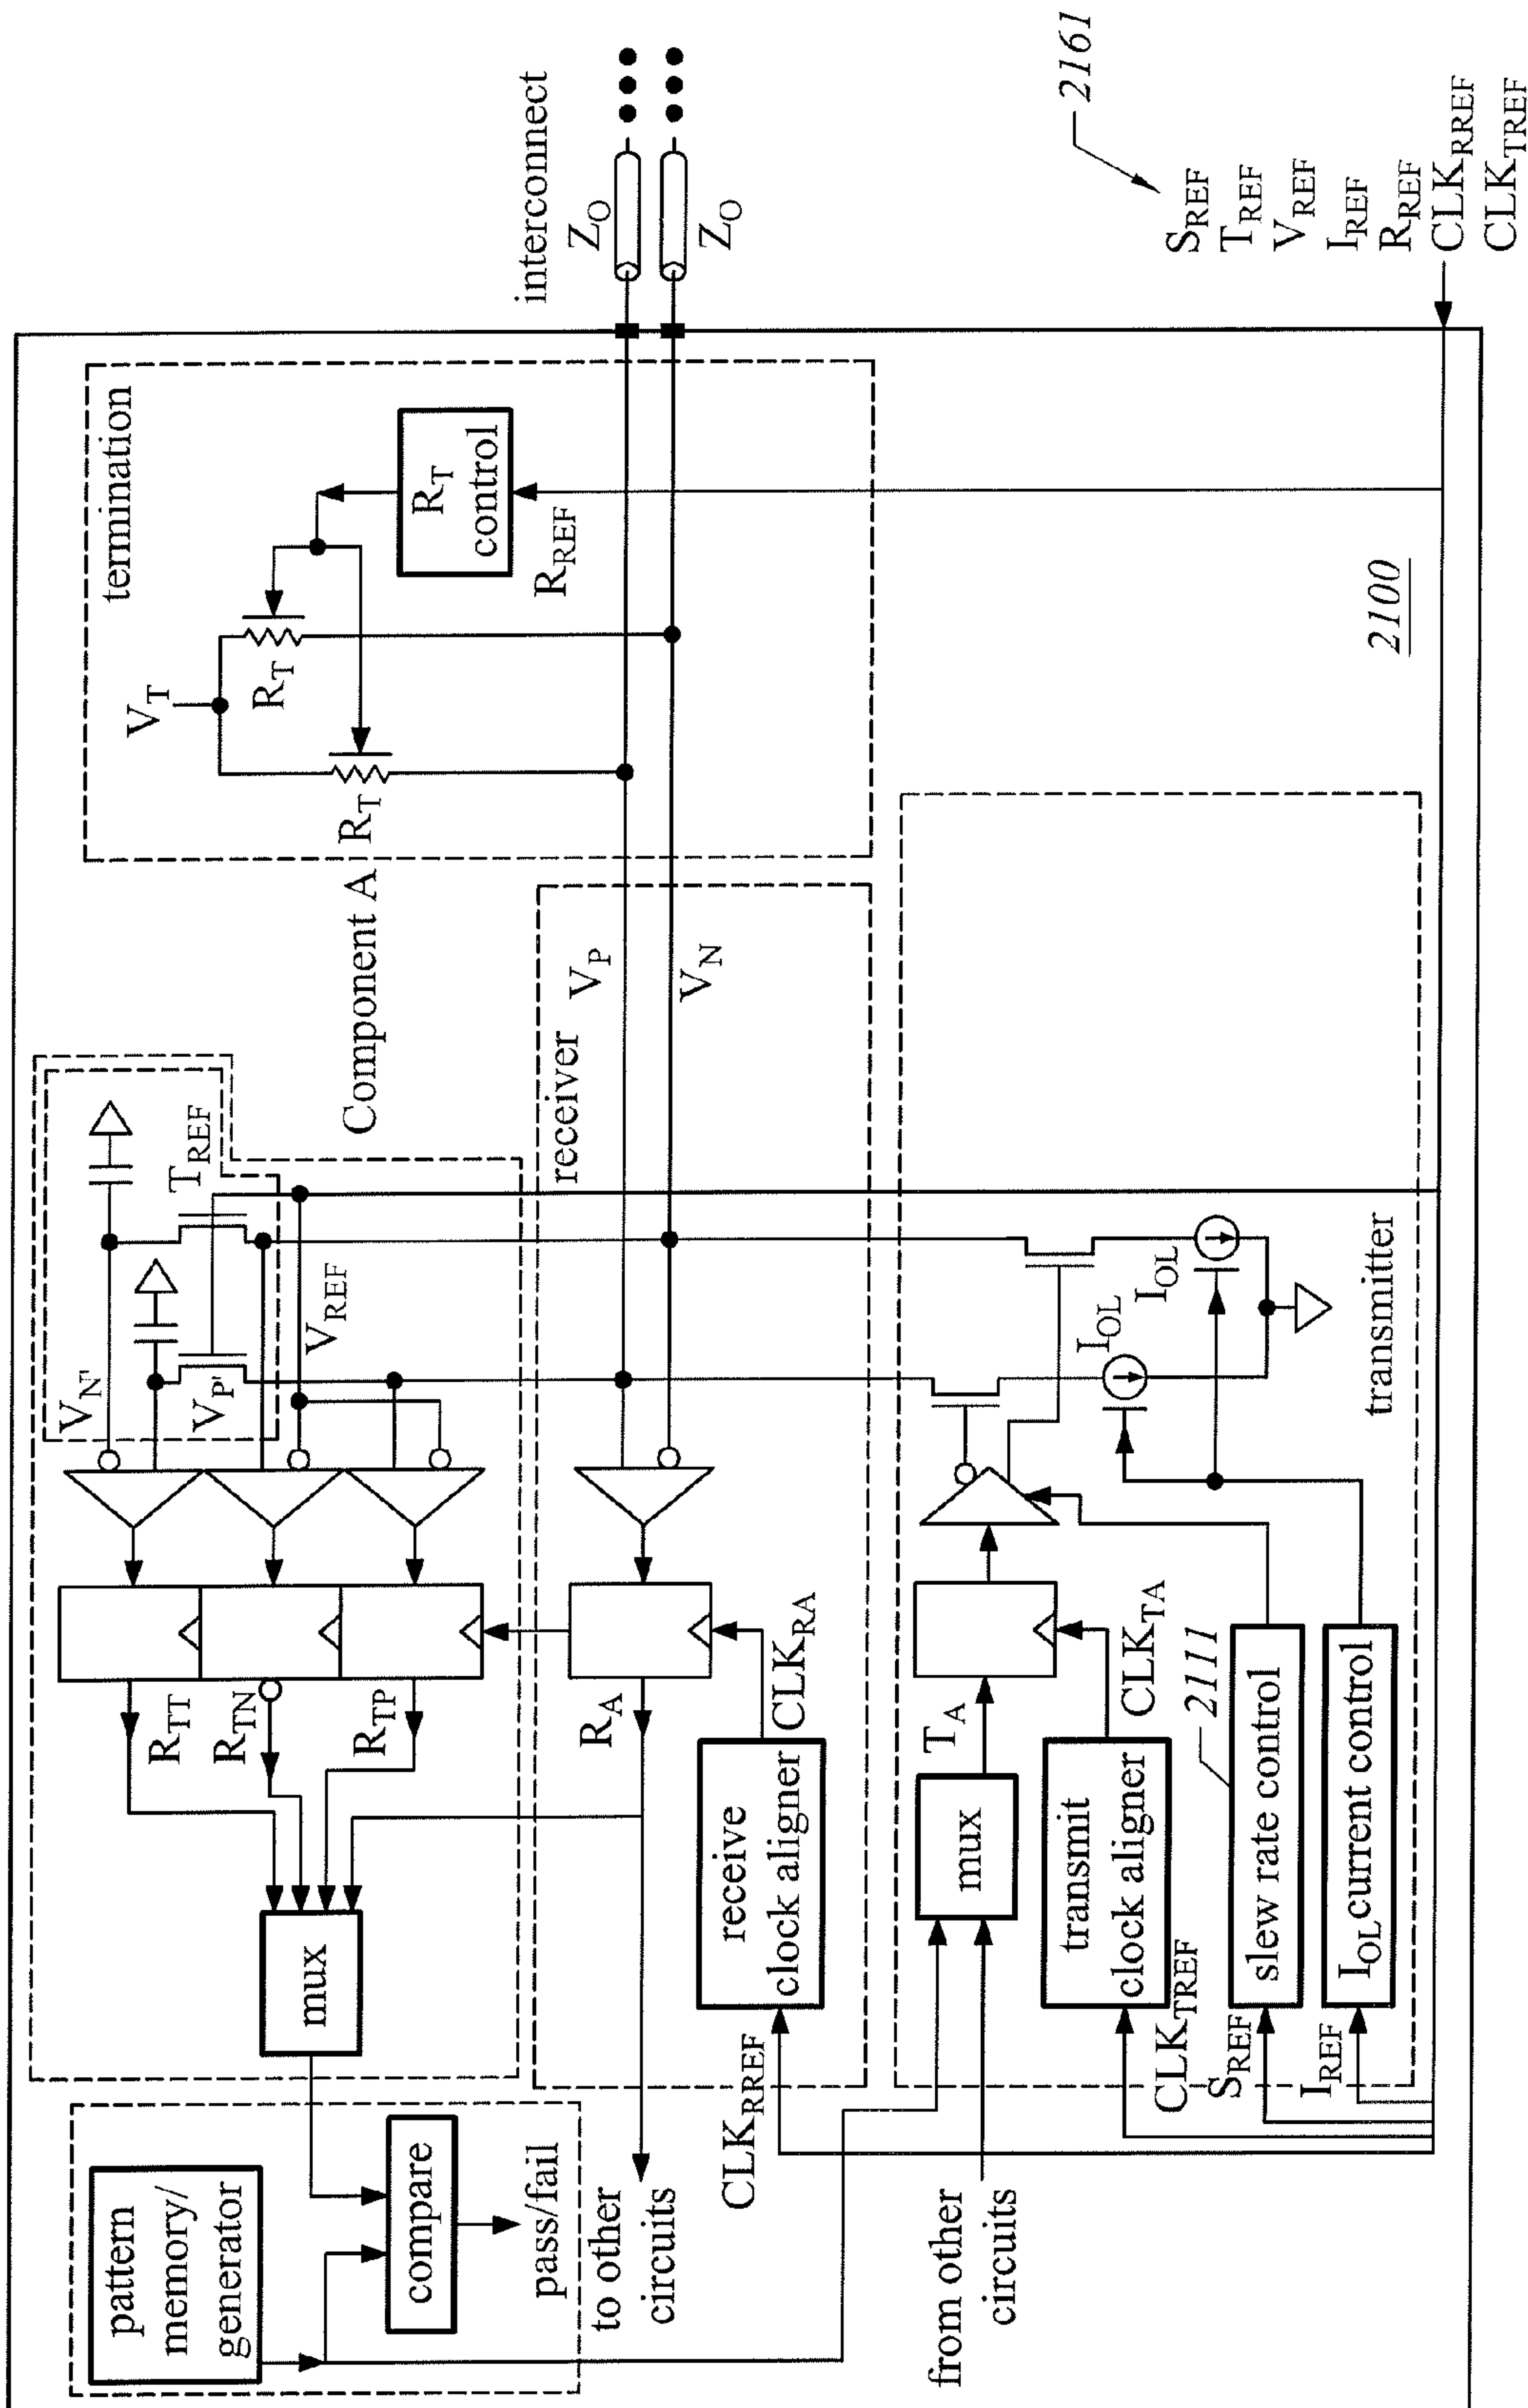 pattern
memory/
generator
compare
pass/fail
to other
circuits
from other
circuits
mux
R_TT
R_TN
R_TP
V_N'
V_P'
T_REF
V_REF
Component A
termination
V_T
R_T
R_T
R_T
control
R_REF
interconnect
Z_O
Z_O
receiver
V_P
V_N
R_A
receive
clock aligner
CLK_RA
CLK_RREF
mux
T_A
transmit
clock aligner
CLK_TA
CLK_TREF
2111
slew rate control
S_REF
I_OL current control
I_REF
I_OL
I_OL
transmitter
2100
2161
S_REF
T_REF
V_REF
I_REF
R_REF
CLK_RREF
CLK_TREF